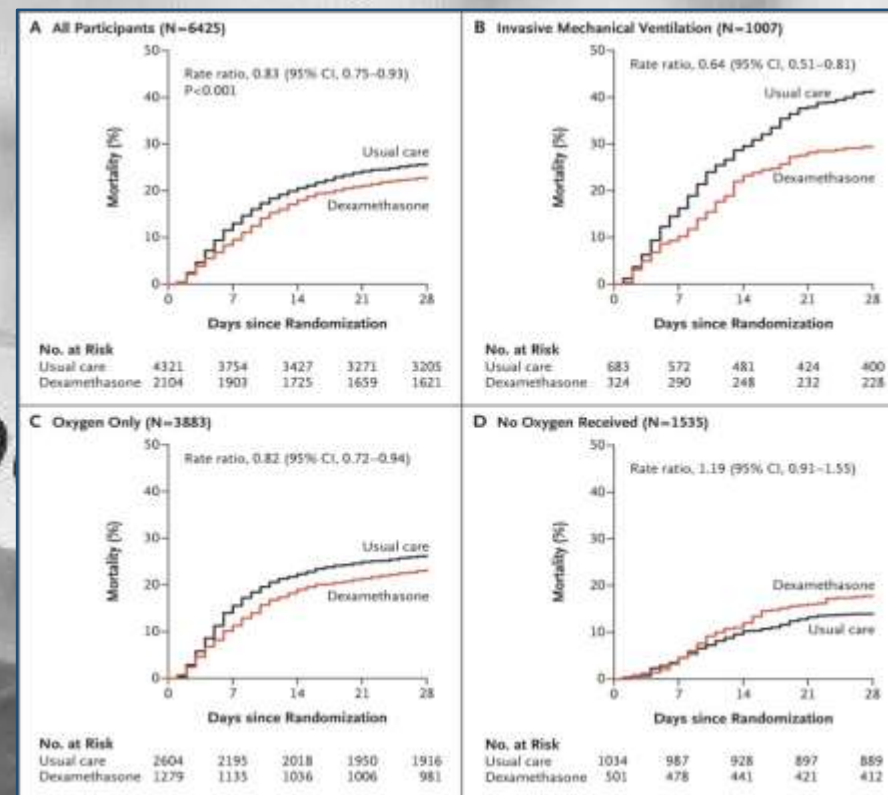 A All Participants (N=6425)
50
40
30
20
10
0
Mortality (%)
Rate ratio, 0.83 (95% CI, 0.75–0.93)
P<0.001
Usual care
Dexamethasone
0 7 14 21 28
Days since Randomization
No. at Risk
Usual care 4321 3754 3427 3271 3205
Dexamethasone 2104 1903 1725 1659 1621
B Invasive Mechanical Ventilation (N=1007)
50
40
30
20
10
0
Mortality (%)
Rate ratio, 0.64 (95% CI, 0.51–0.81)
Usual care
Dexamethasone
0 7 14 21 28
Days since Randomization
No. at Risk
Usual care 683 572 481 424 400
Dexamethasone 324 290 248 232 228
C Oxygen Only (N=3883)
50
40
30
20
10
0
Mortality (%)
Rate ratio, 0.82 (95% CI, 0.72–0.94)
Usual care
Dexamethasone
0 7 14 21 28
Days since Randomization
No. at Risk
Usual care 2604 2195 2018 1950 1916
Dexamethasone 1279 1135 1036 1006 981
D No Oxygen Received (N=1535)
50
40
30
20
10
0
Mortality (%)
Rate ratio, 1.19 (95% CI, 0.91–1.55)
Dexamethasone
Usual care
0 7 14 21 28
Days since Randomization
No. at Risk
Usual care 1034 987 928 897 889
Dexamethasone 501 478 441 421 412